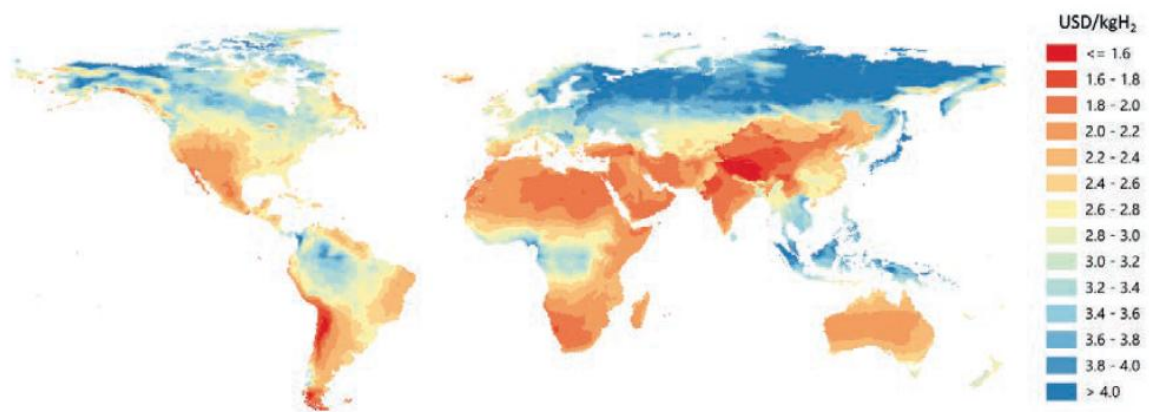 USD/kgH₂
<= 1.6
1.6 - 1.8
1.8 - 2.0
2.0 - 2.2
2.2 - 2.4
2.4 - 2.6
2.6 - 2.8
2.8 - 3.0
3.0 - 3.2
3.2 - 3.4
3.4 - 3.6
3.6 - 3.8
3.8 - 4.0
> 4.0